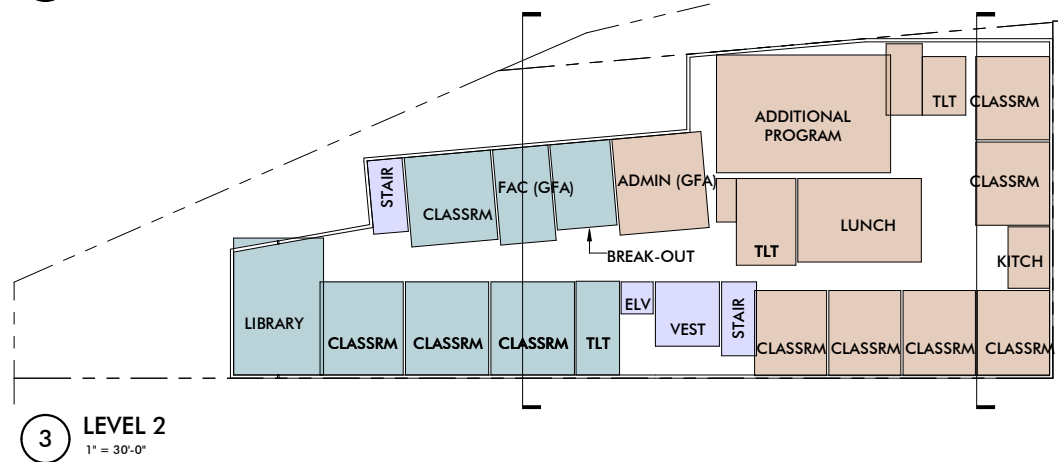 TLT
CLASSRM
ADDITIONAL
PROGRAM
STAIR
FAC (GFA)
ADMIN (GFA)
CLASSRM
CLASSRM
LUNCH
BREAK-OUT
TLT
KITCH
LIBRARY
ELV
STAIR
VEST
CLASSRM
CLASSRM
CLASSRM
TLT
CLASSRM
CLASSRM
CLASSRM
CLASSRM
3
LEVEL 2
1" = 30'-0"